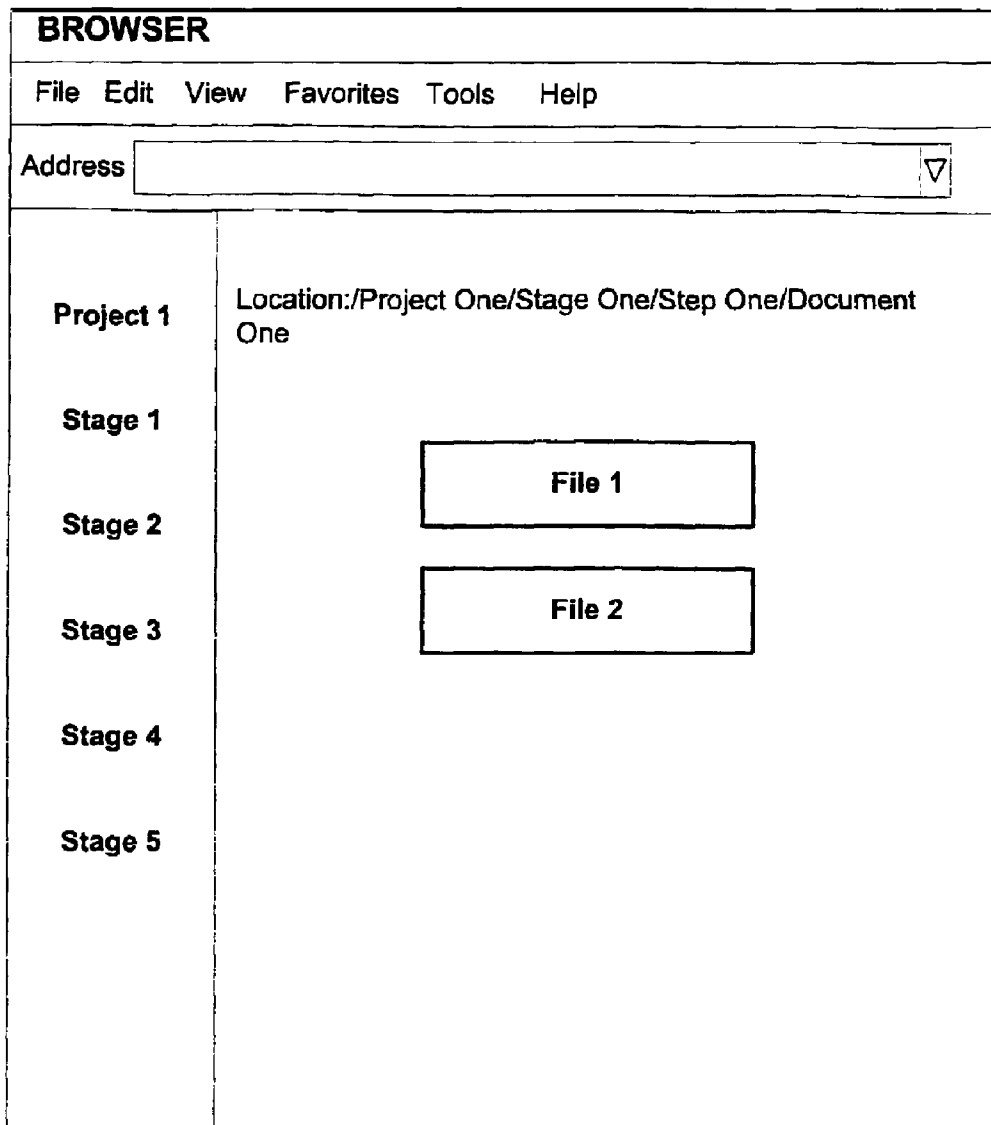 BROWSER
File Edit View Favorites Tools Help
Address
Project 1
Stage 1
Stage 2
Stage 3
Stage 4
Stage 5
Location:/Project One/Stage One/Step One/Document
One
File 1
File 2